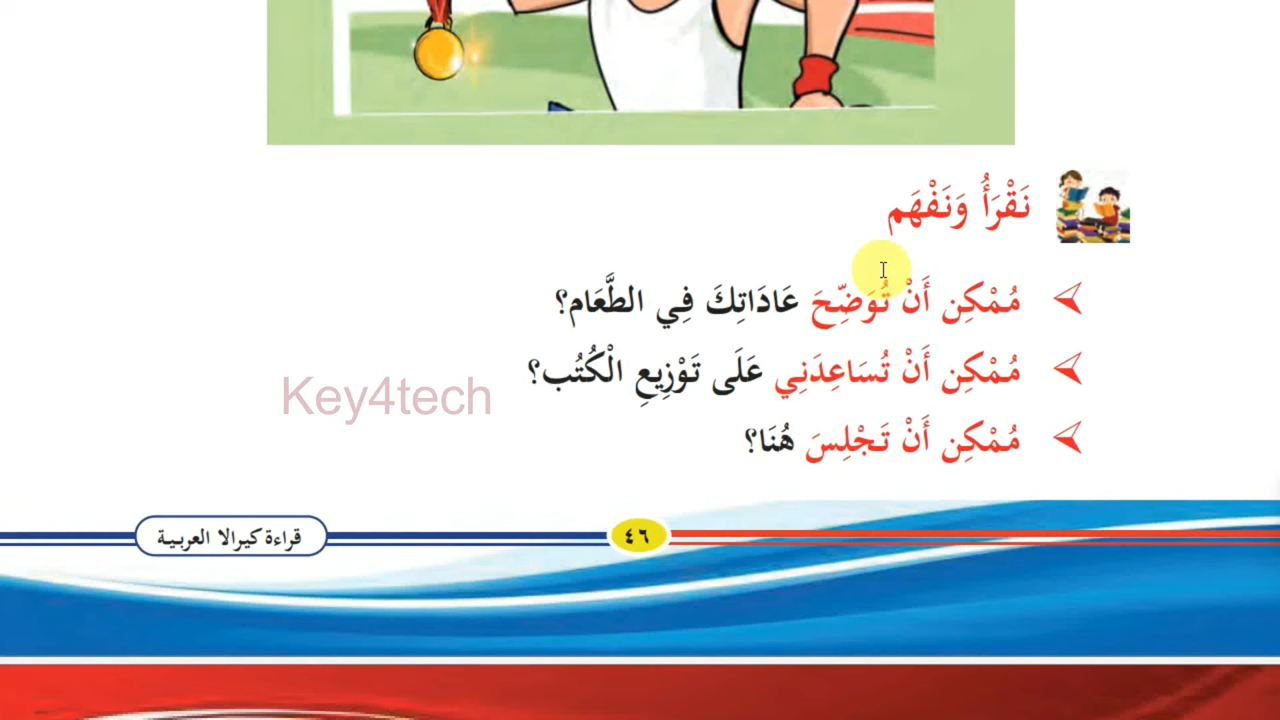 نَقْرَأُ وَنَفْهَم
مُمْكِن أَنْ تُوَضِّحَ عَادَاتِكَ فِي الطَّعَام؟
مُمْكِن أَنْ تُسَاعِدَنِي عَلَى تَوْزِيعِ الْكُتُب؟
Key4tech
مُمْكِن أَنْ تَجْلِسَ هُنَا؟
٤٦
قراءة كيرالا العربية